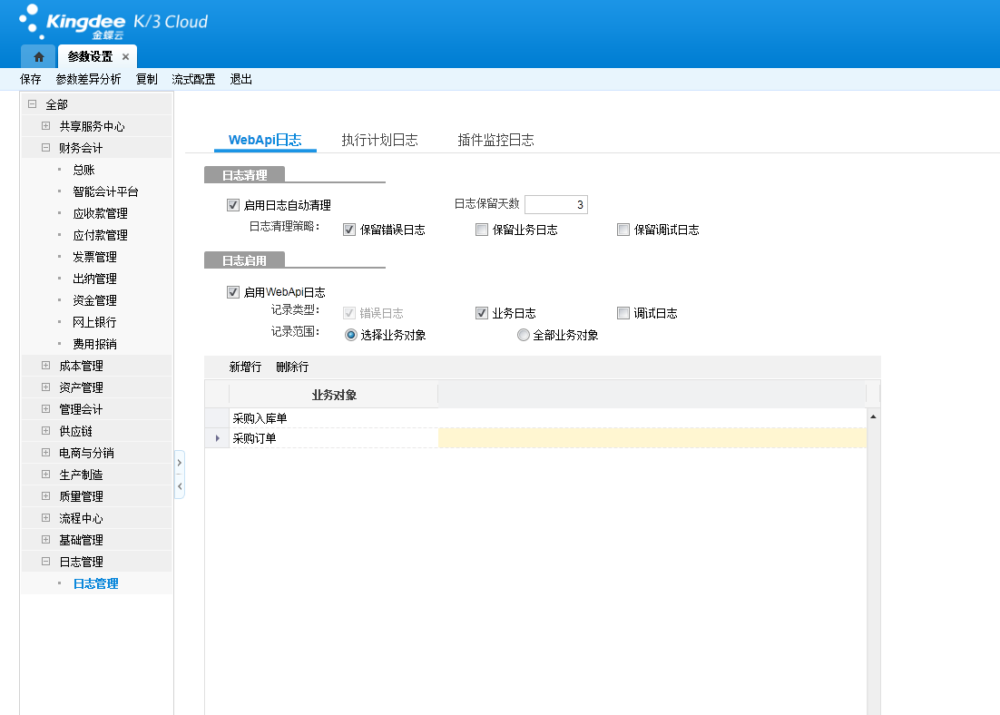 Kingdee K/3 Cloud
金蝶云
参数设置 ×
保存 参数差异分析 复制 流式配置 退出
全部
共享服务中心
财务会计
总账
智能会计平台
应收款管理
应付款管理
发票管理
出纳管理
资金管理
网上银行
费用报销
成本管理
资产管理
管理会计
供应链
电商与分销
生产制造
质量管理
流程中心
基础管理
日志管理
日志管理
WebApi日志 执行计划日志 插件监控日志
日志清理
启用日志自动清理 日志保留天数 3
日志清理策略: 保留错误日志 保留业务日志 保留调试日志
日志启用
启用WebApi日志
记录类型: 错误日志 业务日志 调试日志
记录范围: 选择业务对象 全部业务对象
新增行 删除行
业务对象
采购入库单
采购订单